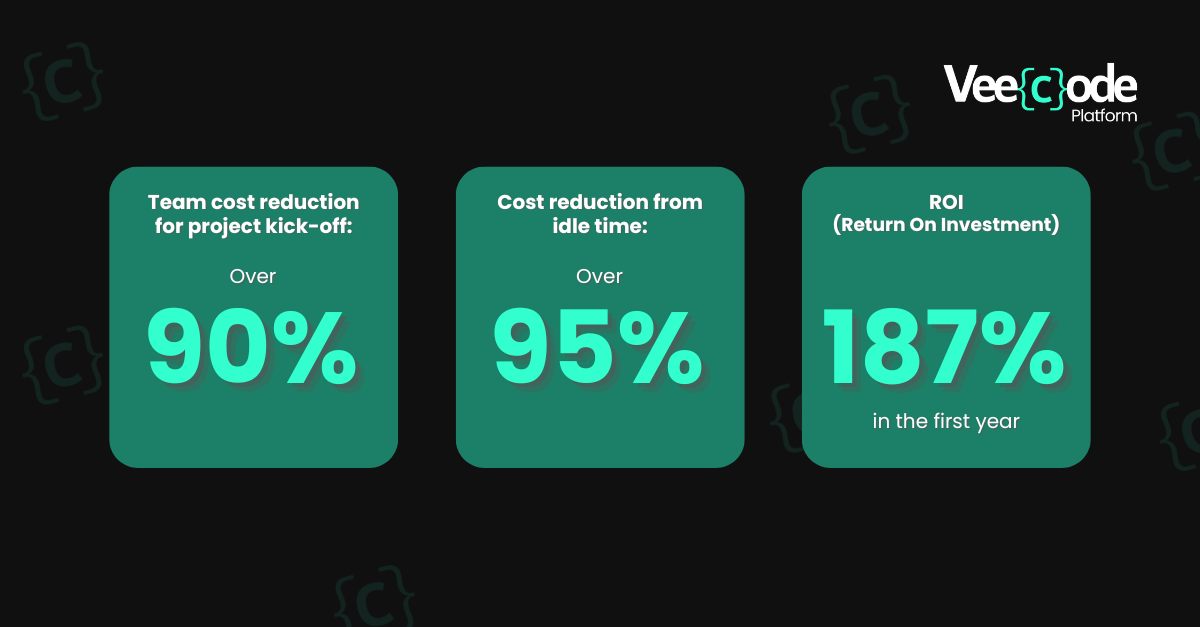 Vee{C}ode
Platform
Team cost reduction
for project kick-off:
Over
90%
Cost reduction from
idle time:
Over
95%
ROI
(Return On Investment)
187%
in the first year
{C}
{C}
{C}
{C}
{C}